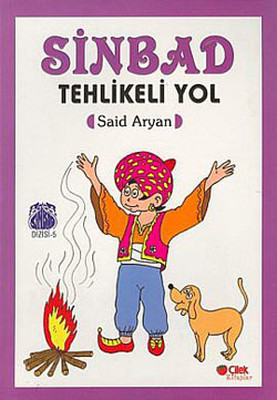 SİNBAD
TEHLİKELİ YOL
Said Aryan
DİZİSİ-5
Çilek
Kitaplar